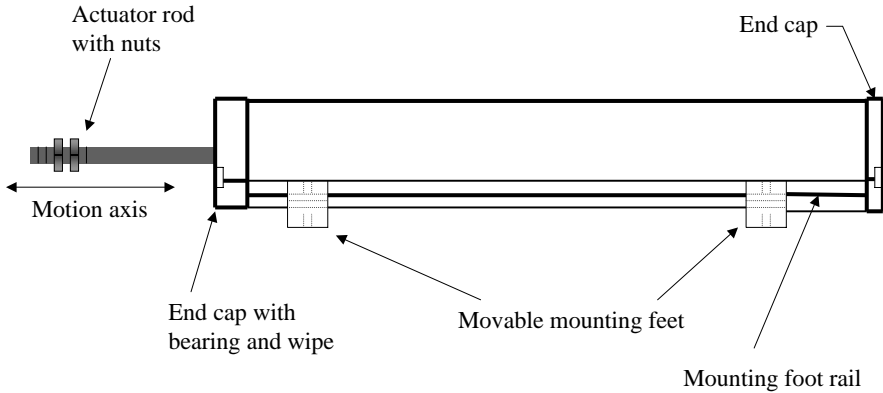 Actuator rod
with nuts
End cap
Motion axis
End cap with
bearing and wipe
Movable mounting feet
Mounting foot rail